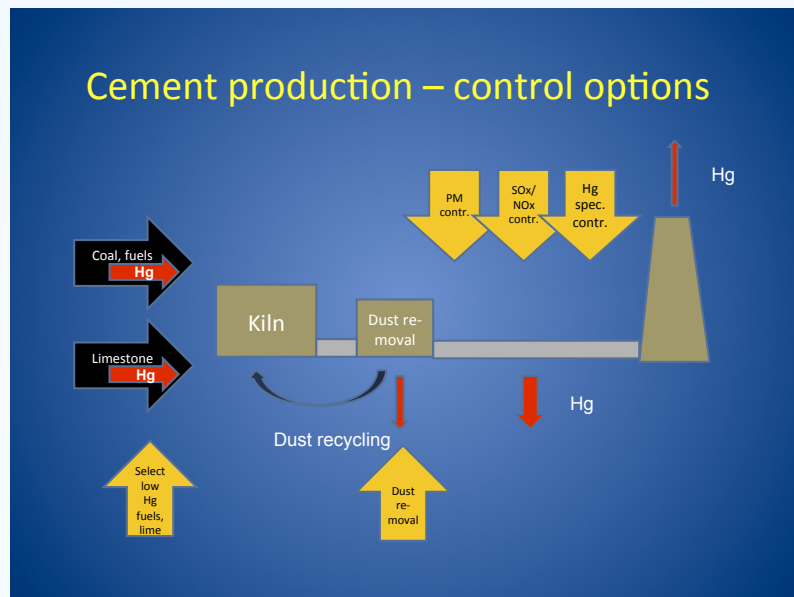 Cement production – control options
PM
contr.
SOx/
NOx
contr.
Hg
spec.
contr.
Hg
Coal, fuels
Hg
Kiln
Dust re-
moval
Limestone
Hg
Hg
Dust recycling
Select
low
Hg
fuels,
lime
Dust
re-
moval